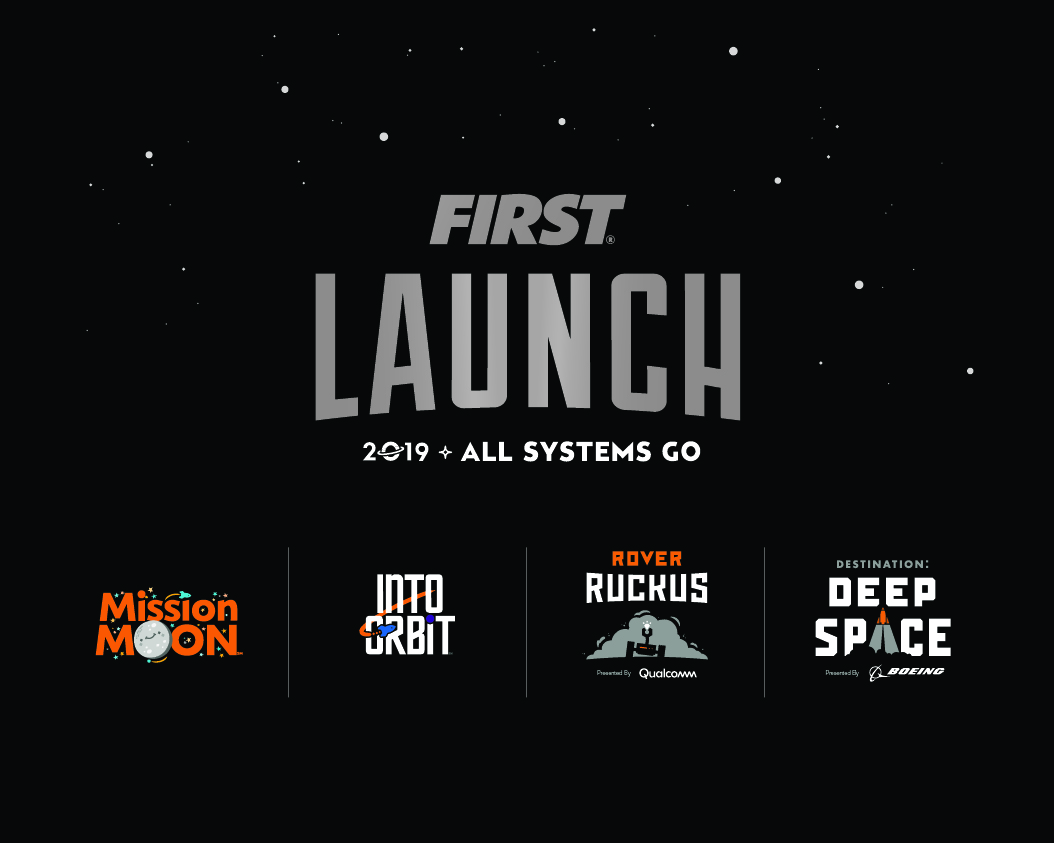 FIRST®
LAUNCH
2019 ✧ ALL SYSTEMS GO
Mission
MOON
INTO
ORBiT
ROVER
RUCKUS
Presented By Qualcomm
DESTINATION:
DEEP
SPACE
Presented By BOEING